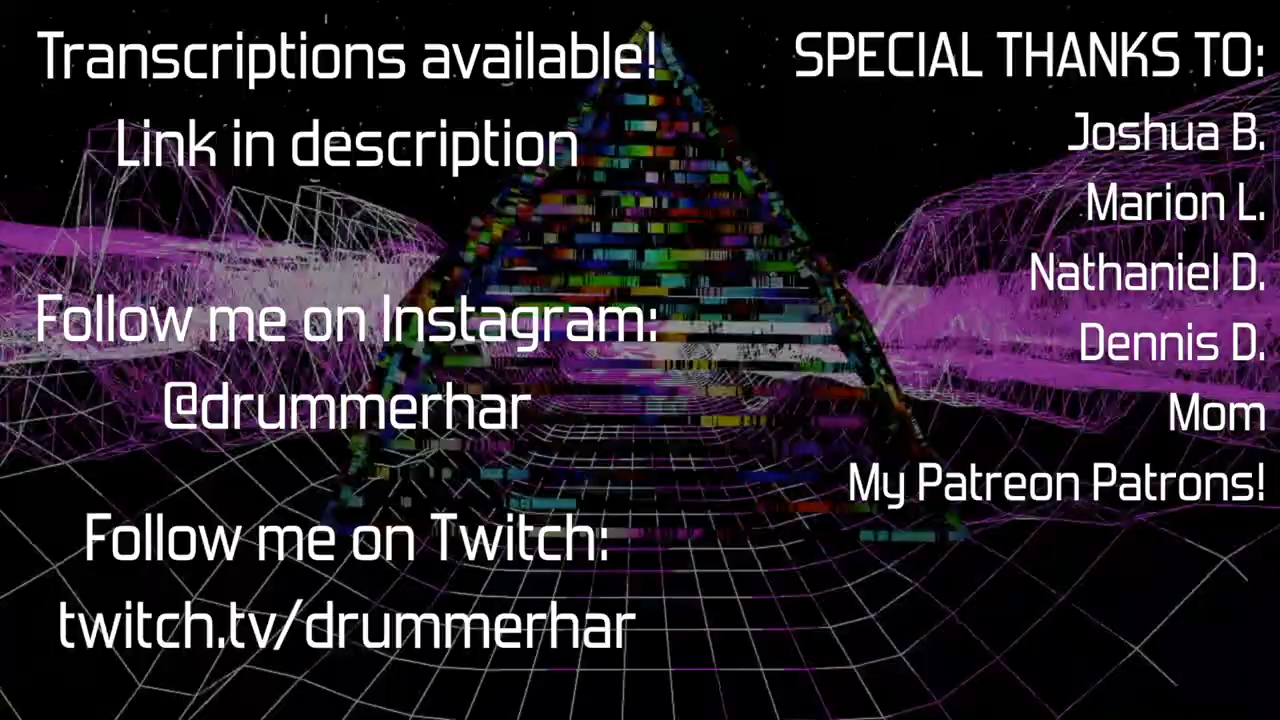 Transcriptions available!
Link in description
Follow me on Instagram:
@drummerhar
Follow me on Twitch:
twitch.tv/drummerhar
SPECIAL THANKS TO:
Joshua B.
Marion L.
Nathaniel D.
Dennis D.
Mom
My Patreon Patrons!